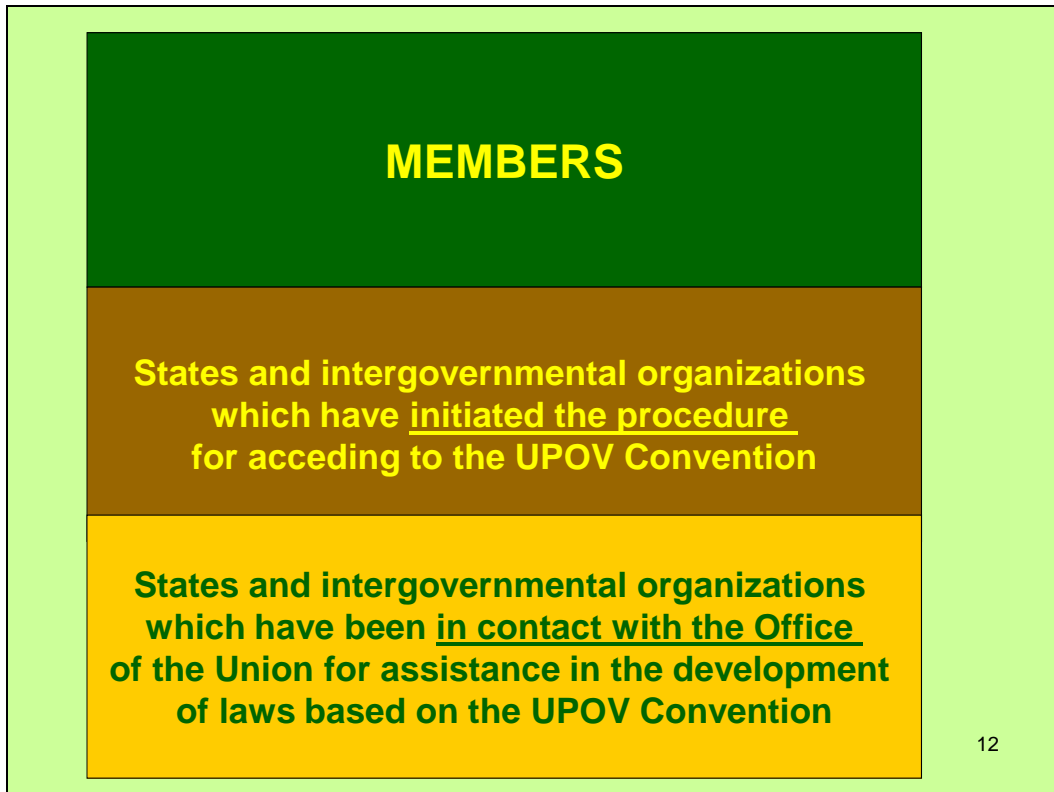 MEMBERS
States and intergovernmental organizations
which have initiated the procedure
for acceding to the UPOV Convention
States and intergovernmental organizations
which have been in contact with the Office
of the Union for assistance in the development
of laws based on the UPOV Convention
12